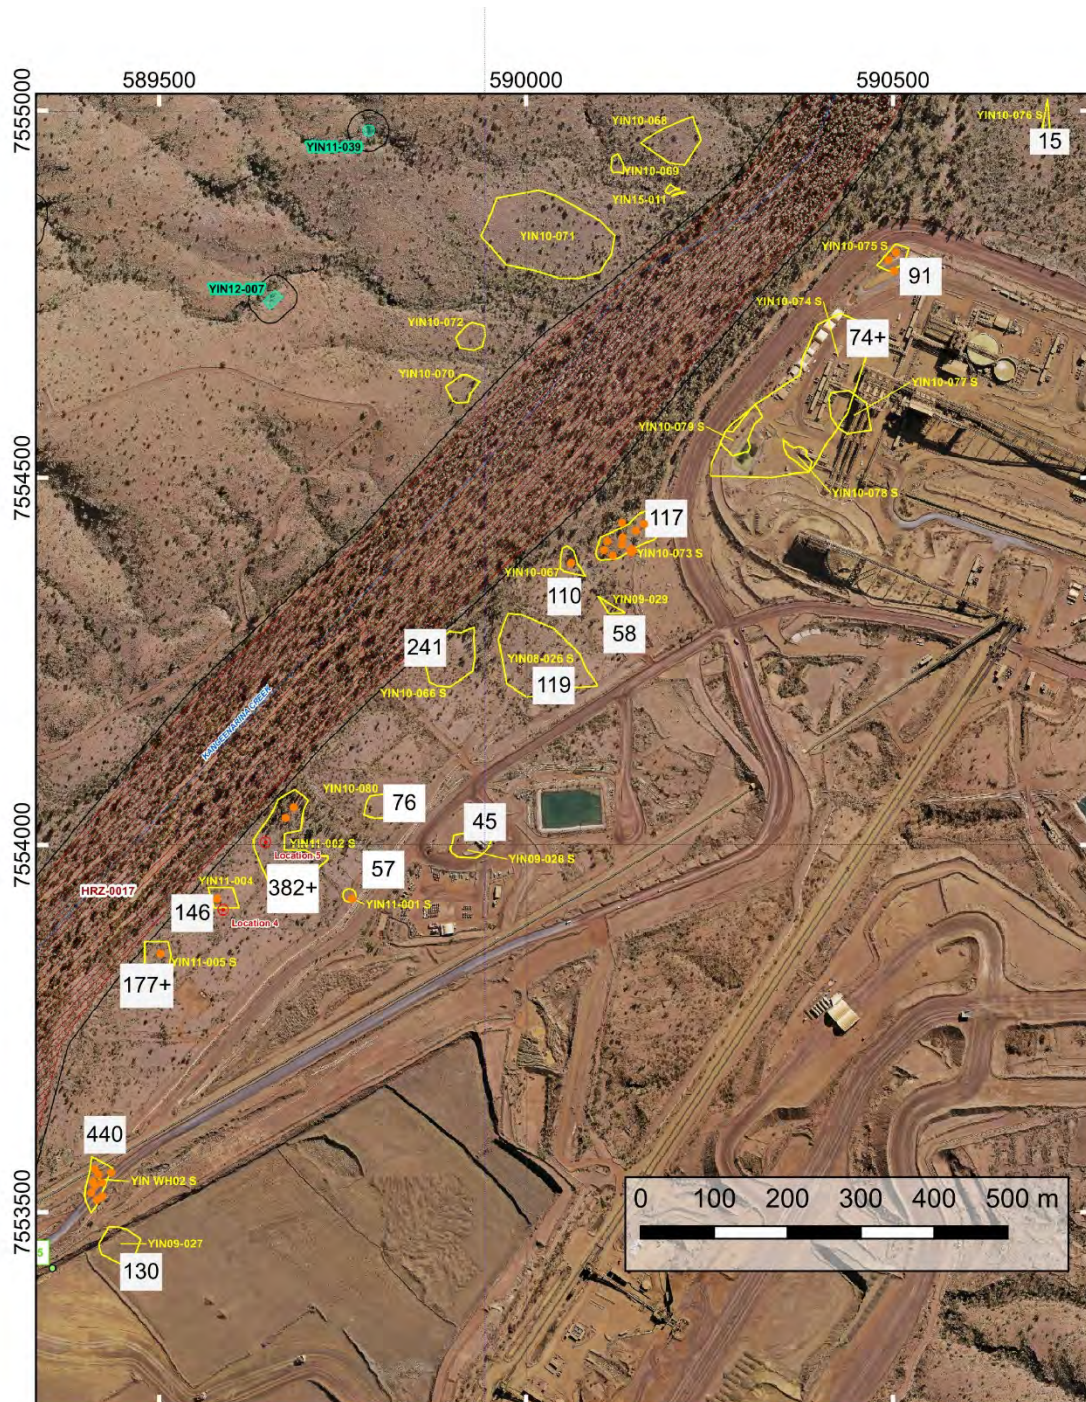 589500 590000 590500
7555000
YIN10-068
YIN10-076 S
15
YIN11-039
YIN10-069
YIN15-011
YIN10-071
YIN10-075 S
91
YIN12-007
YIN10-074 S
YIN10-072
74+
YIN10-070
YIN10-077 S
YIN10-079 S
7554500
YIN10-078 S
117
YIN10-073 S
YIN10-067
110
YIN09-029
58
241
YIN08-026 S
119
YIN10-066 S
KANGEENARINA CREEK
YIN10-080
76
7554000
45
YIN11-002 S
Location 5
YIN09-028 S
57
382+
HRZ-0017
YIN11-004
YIN11-001 S
146
Location 4
YIN11-005 S
177+
440
YIN WH02 S
7553500
0 100 200 300 400 500 m
YIN09-027
130